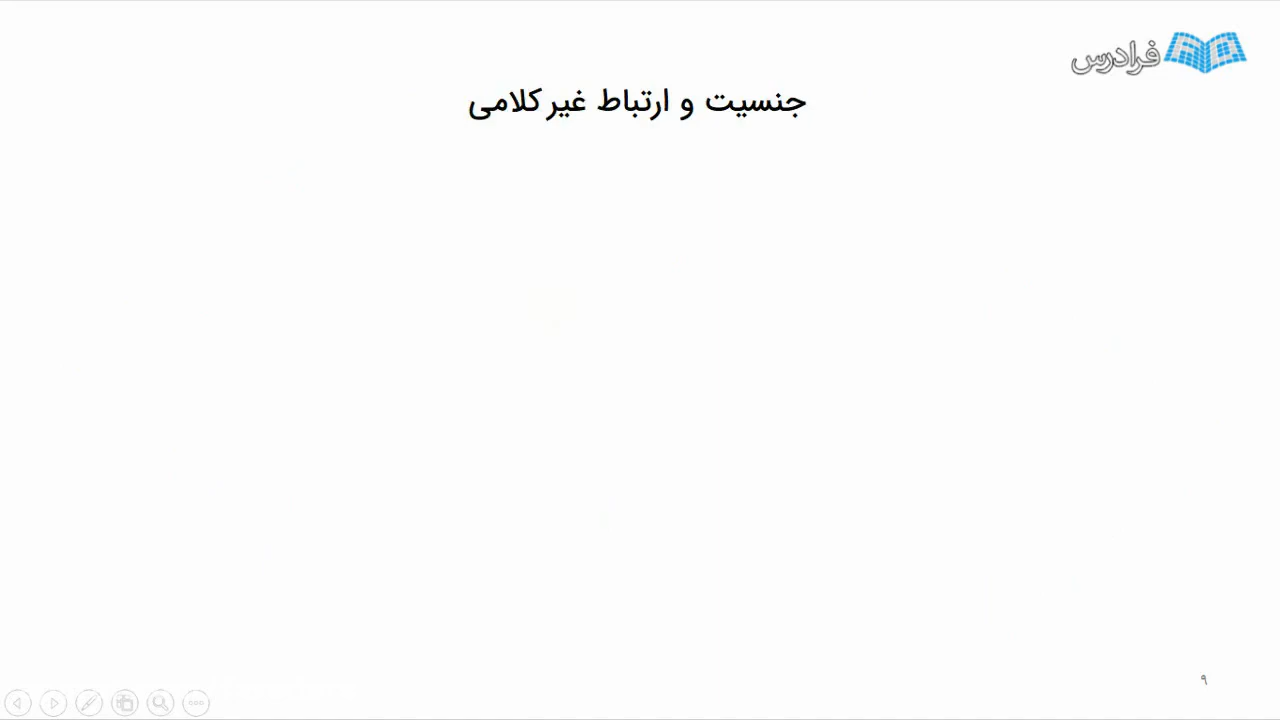 فرادرس
جنسیت و ارتباط غیرکلامی
۹